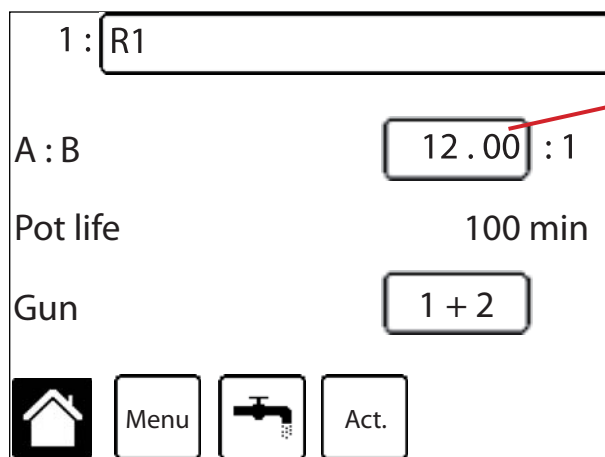 1 : R1
A : B 12 . 00 : 1
Pot life 100 min
Gun 1 + 2
Menu Act.